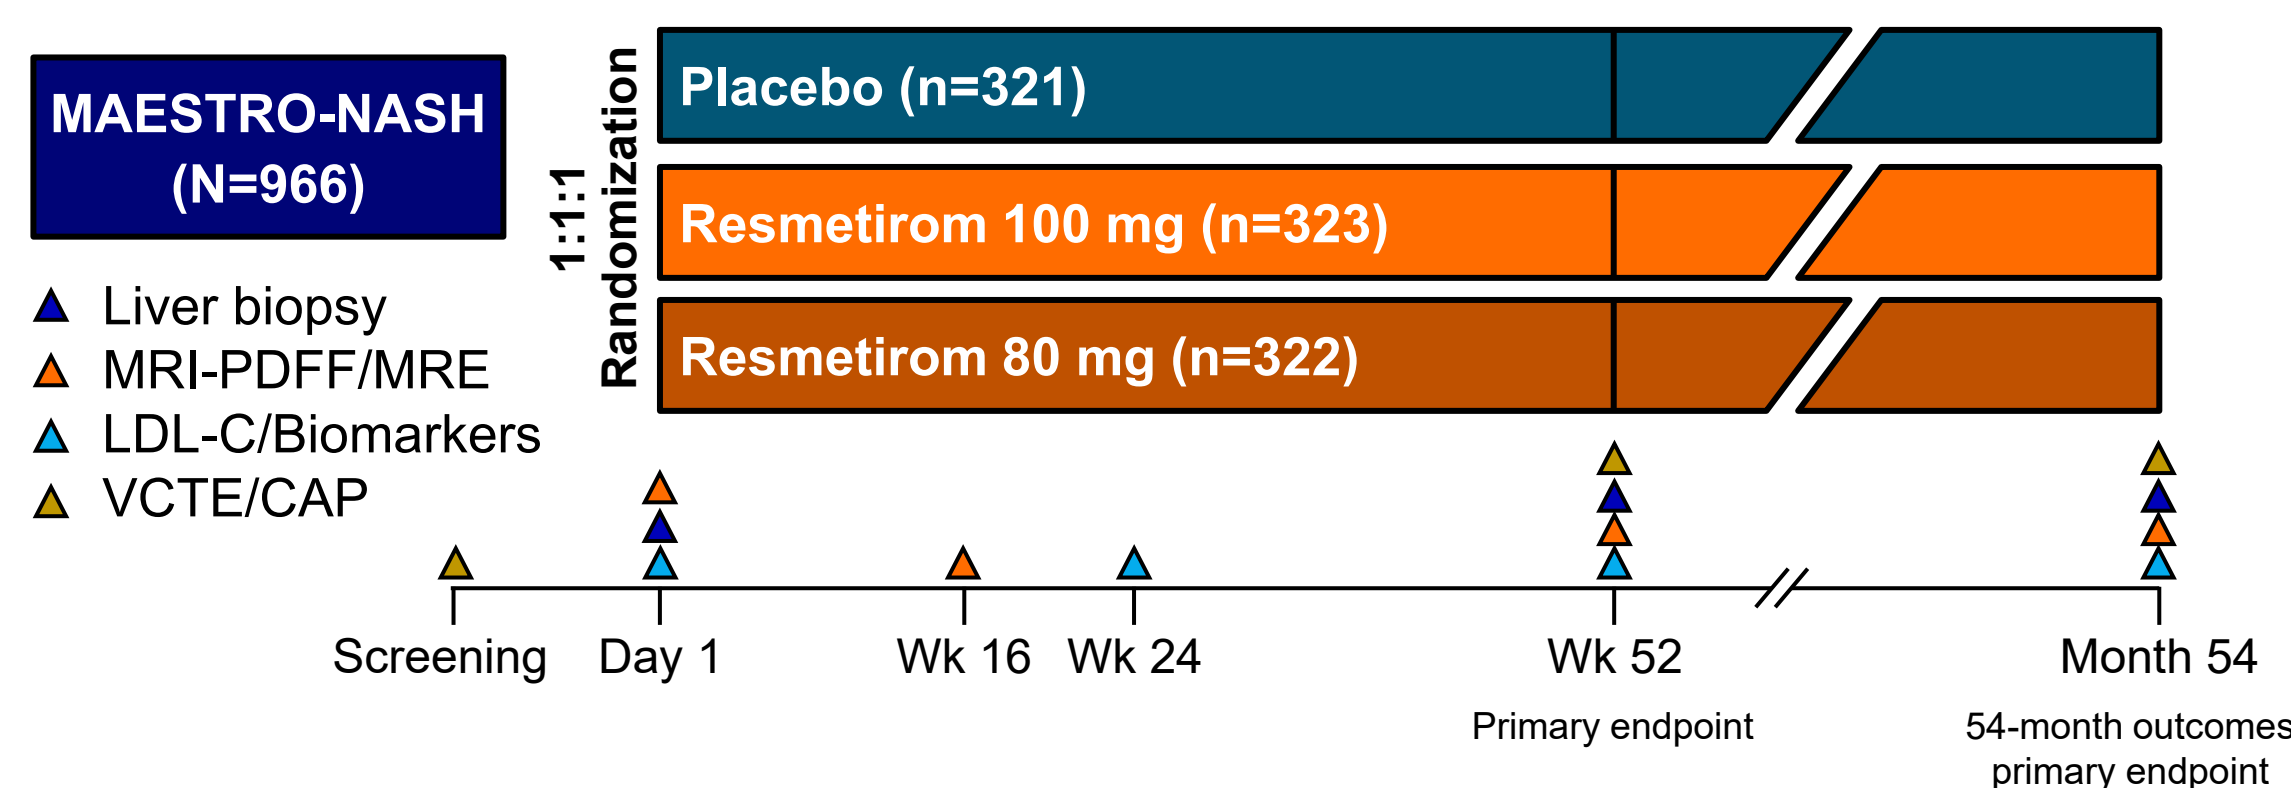 MAESTRO-NASH
(N=966)
Liver biopsy
MRI-PDFF/MRE
LDL-C/Biomarkers
VCTE/CAP
1:1:1
Randomization
Placebo (n=321)
Resmetirom 100 mg (n=323)
Resmetirom 80 mg (n=322)
Screening
Day 1
Wk 16
Wk 24
Wk 52
Month 54
Primary endpoint
54-month outcomes
primary endpoint